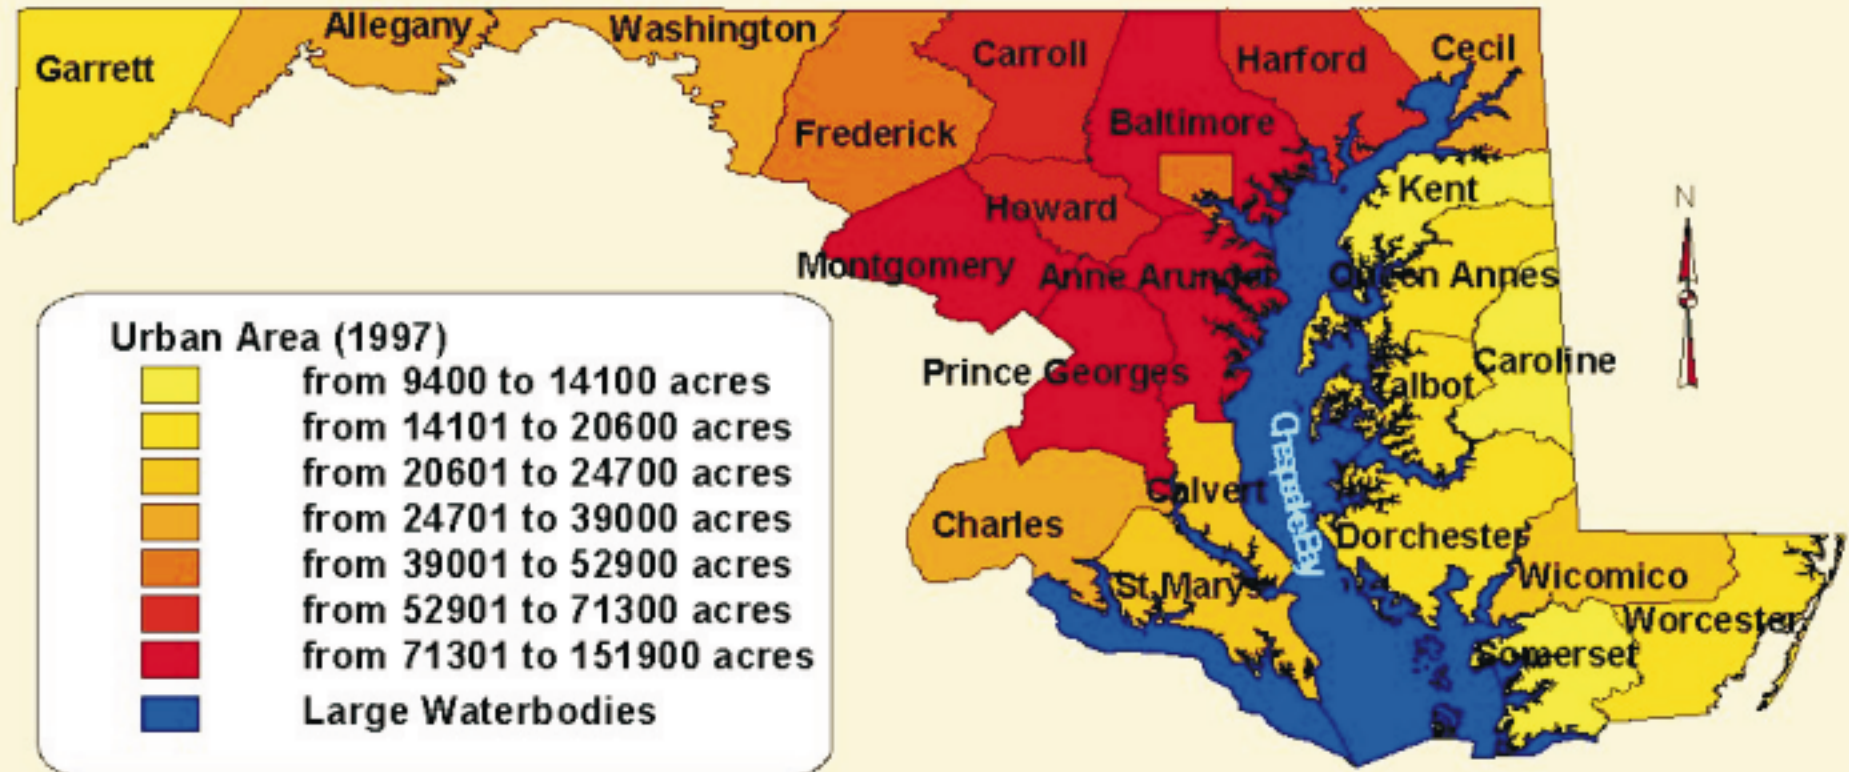 Garrett
Allegany
Washington
Frederick
Carroll
Baltimore
Harford
Cecil
Howard
Kent
Montgomery
Anne Arundel
Queen Annes
N
Prince Georges
Talbot
Caroline
Chesapeake Bay
Calvert
Charles
Dorchester
St.Marys
Wicomico
Worcester
Somerset
Urban Area (1997)
from 9400 to 14100 acres
from 14101 to 20600 acres
from 20601 to 24700 acres
from 24701 to 39000 acres
from 39001 to 52900 acres
from 52901 to 71300 acres
from 71301 to 151900 acres
Large Waterbodies